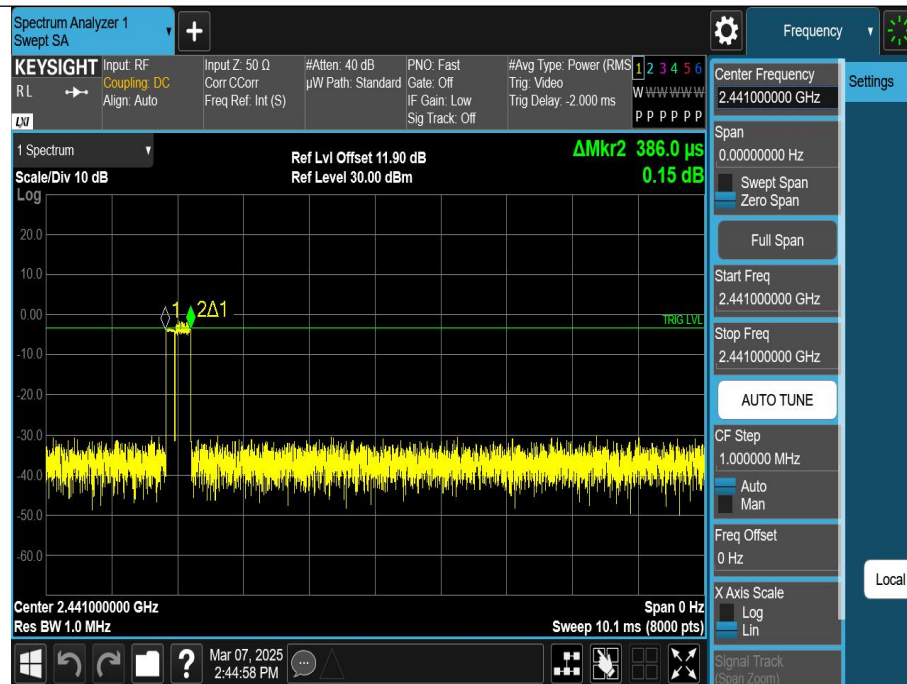 Spectrum Analyzer 1
Swept SA
+
Frequency
KEYSIGHT
RL
LXI
Input: RF
Coupling: DC
Align: Auto
Input Z: 50 Ω
Corr CCorr
Freq Ref: Int (S)
#Atten: 40 dB
µW Path: Standard
PNO: Fast
Gate: Off
IF Gain: Low
Sig Track: Off
#Avg Type: Power (RMS
Trig: Video
Trig Delay: -2.000 ms
1 2 3 4 5 6
W W W W W W
P P P P P P
1 Spectrum
Scale/Div 10 dB
Log
Ref Lvl Offset 11.90 dB
Ref Level 30.00 dBm
ΔMkr2 386.0 µs
0.15 dB
20.0
10.0
0.00
-10.0
-20.0
-30.0
-40.0
-50.0
-60.0
1
2Δ1
TRIG LVL
Center 2.441000000 GHz
Res BW 1.0 MHz
Span 0 Hz
Sweep 10.1 ms (8000 pts)
Center Frequency
2.441000000 GHz
Span
0.00000000 Hz
Swept Span
Zero Span
Full Span
Start Freq
2.441000000 GHz
Stop Freq
2.441000000 GHz
AUTO TUNE
CF Step
1.000000 MHz
Auto
Man
Freq Offset
0 Hz
X Axis Scale
Log
Lin
Signal Track
(Span Zoom)
Settings
Local
?
Mar 07, 2025
2:44:58 PM